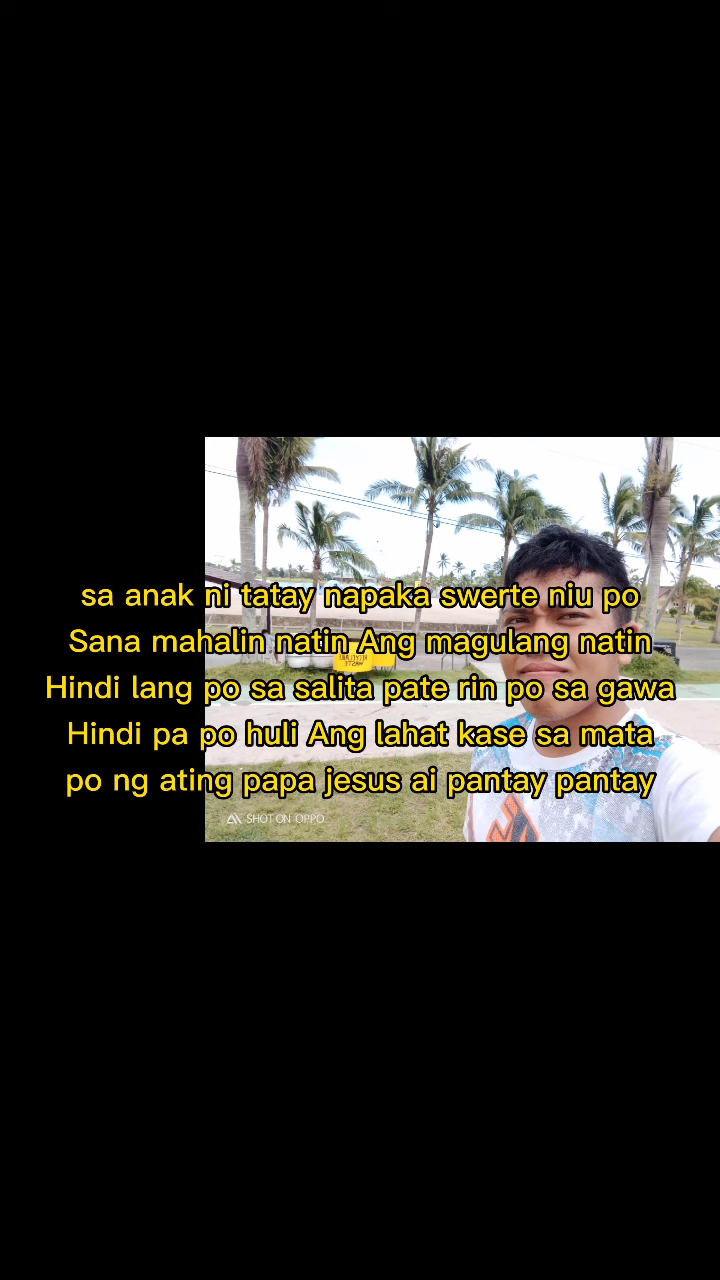 sa anak ni tatay napaka swerte niu po
Sana mahalin natin Ang magulang natin
Hindi lang po sa salita pate rin po sa gawa
Hindi pa po huli Ang lahat kase sa mata
po ng ating papa jesus ai pantay pantay
SHOT ON OPPO